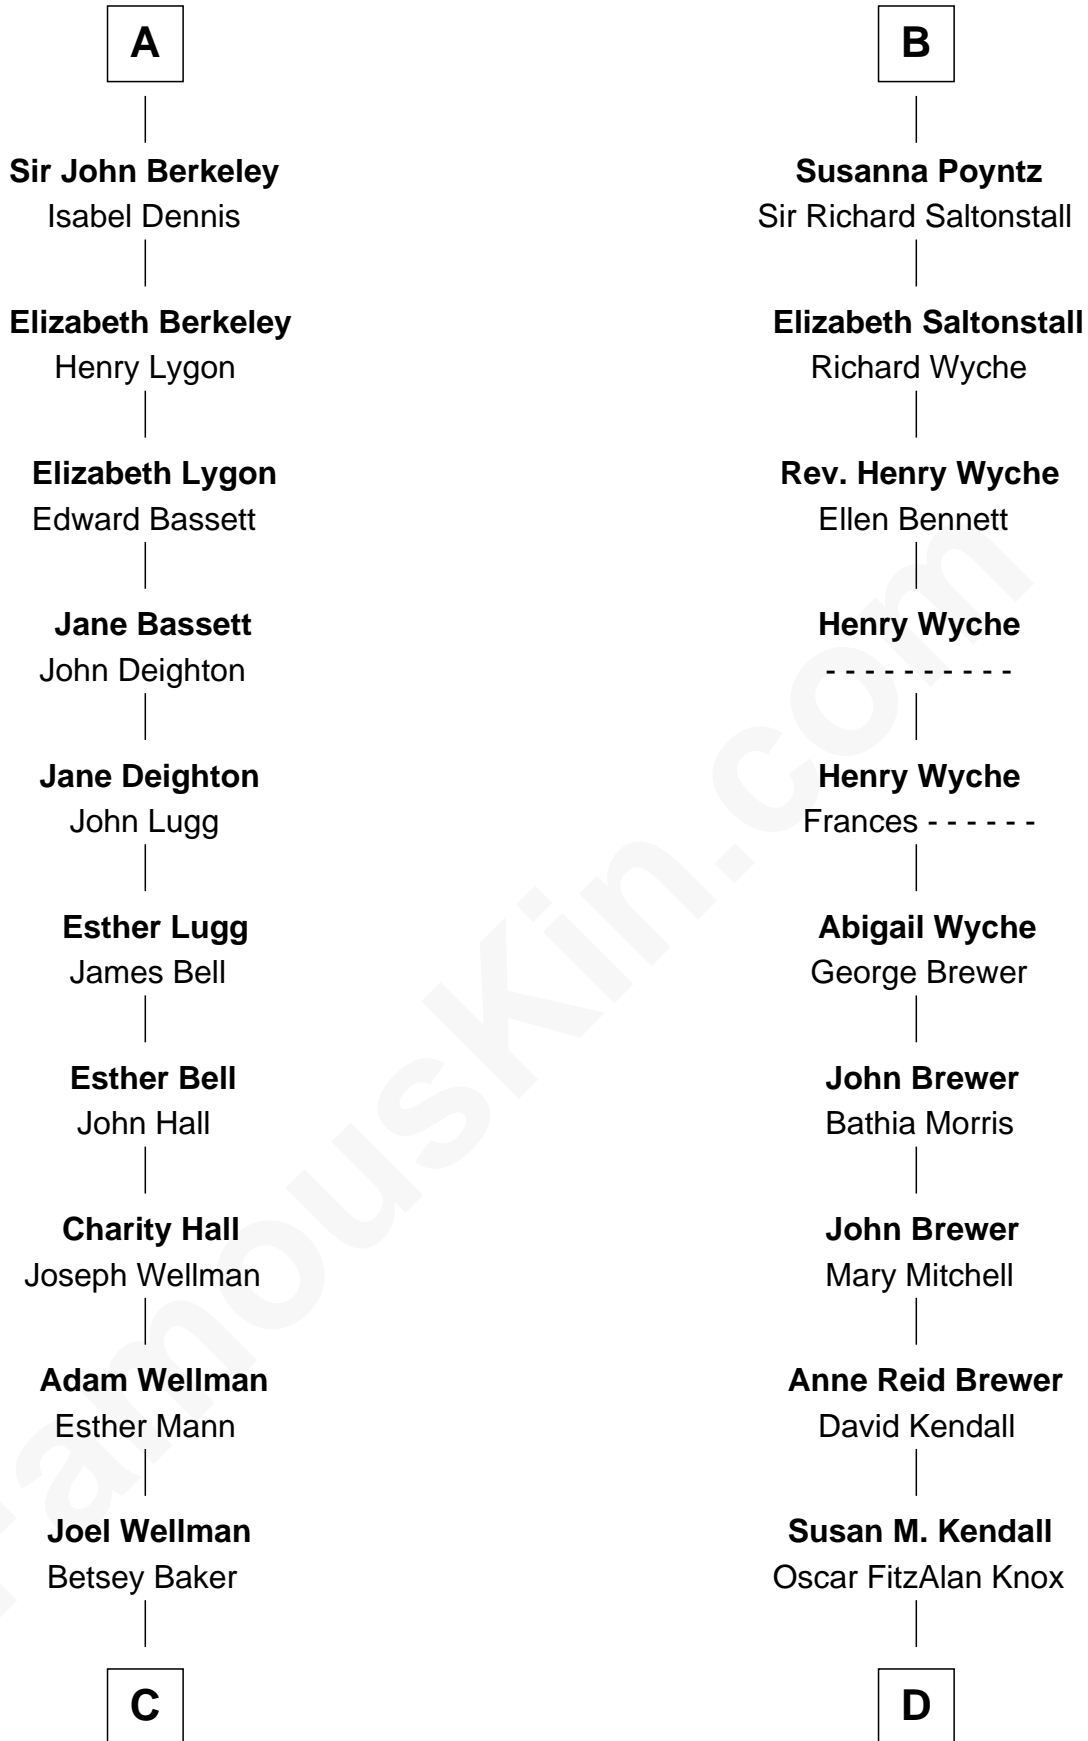 A
Sir John Berkeley
Isabel Dennis
Elizabeth Berkeley
Henry Lygon
Elizabeth Lygon
Edward Bassett
Jane Bassett
John Deighton
Jane Deighton
John Lugg
Esther Lugg
James Bell
Esther Bell
John Hall
Charity Hall
Joseph Wellman
Adam Wellman
Esther Mann
Joel Wellman
Betsey Baker
C
B
Susanna Poyntz
Sir Richard Saltonstall
Elizabeth Saltonstall
Richard Wyche
Rev. Henry Wyche
Ellen Bennett
Henry Wyche
- - - - - - - - - -
Henry Wyche
Frances - - - - - -
Abigail Wyche
George Brewer
John Brewer
Bathia Morris
John Brewer
Mary Mitchell
Anne Reid Brewer
David Kendall
Susan M. Kendall
Oscar FitzAlan Knox
D
FamousKin.com